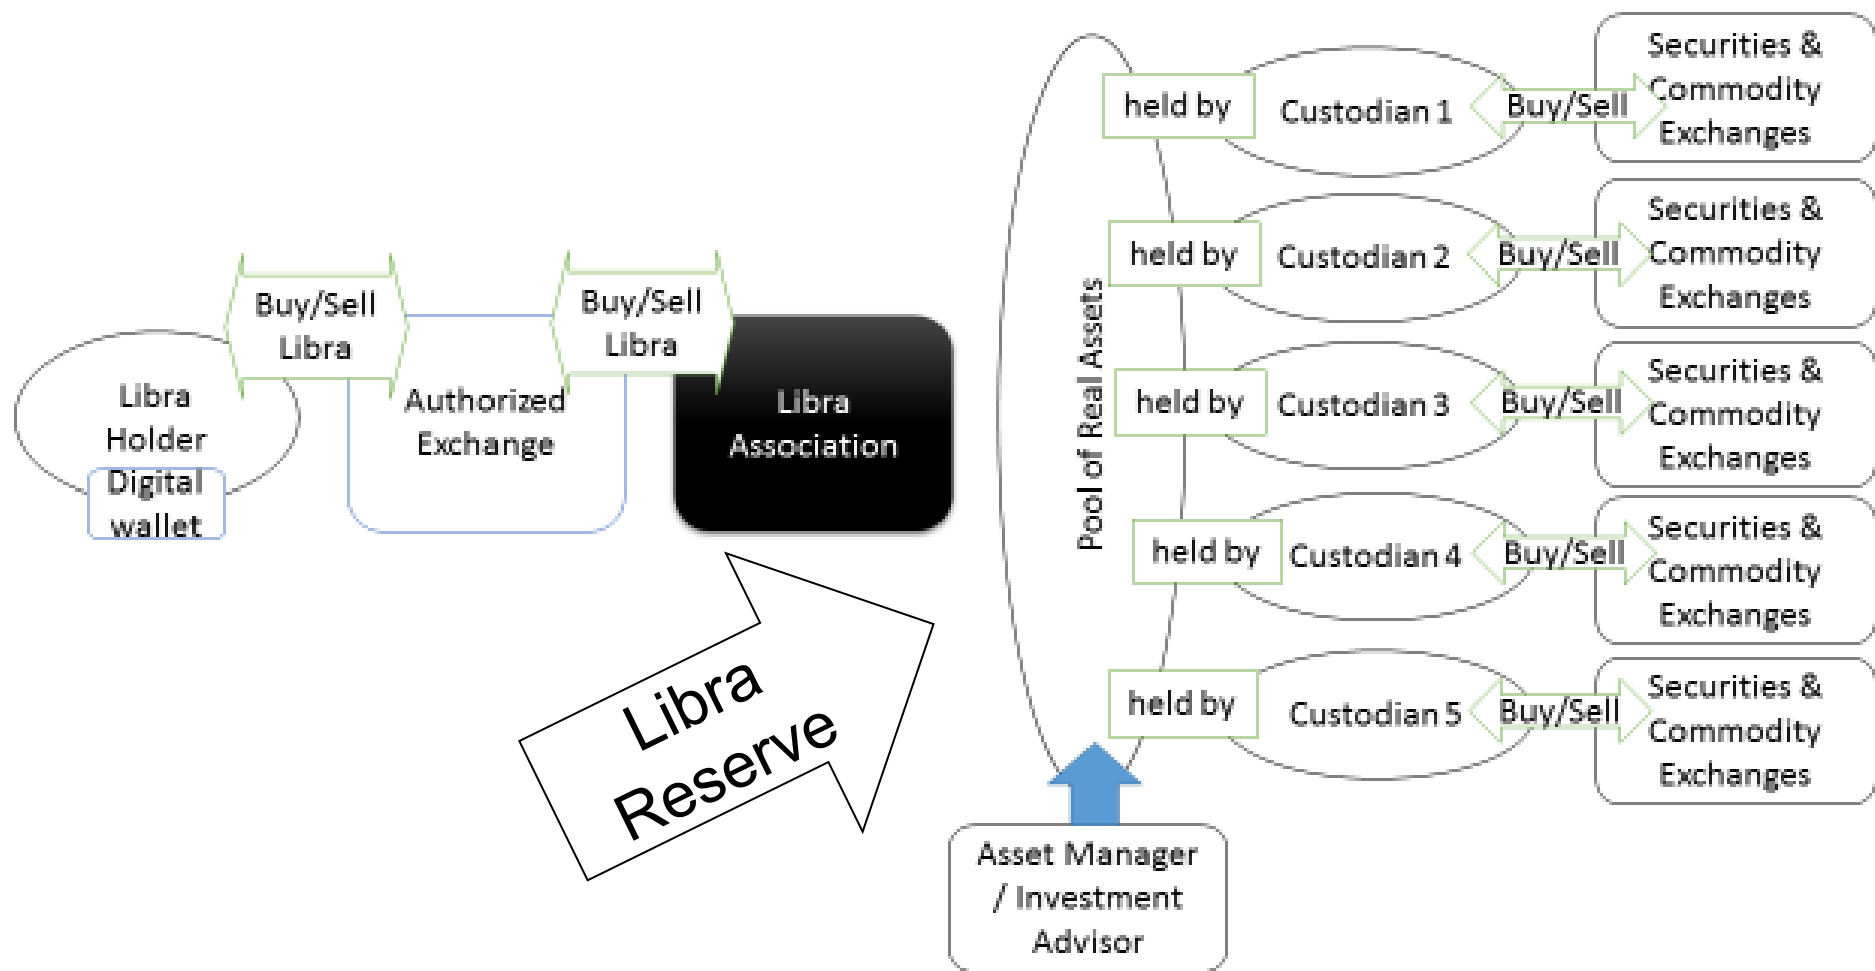 Buy/Sell
Libra
Libra
Holder
Digital
wallet
Authorized
Exchange
Buy/Sell
Libra
Libra
Association
Libra
Reserve
Pool of Real Assets
Asset Manager
/ Investment
Advisor
held by
Custodian 1
Buy/Sell
Securities &
Commodity
Exchanges
held by
Custodian 2
Buy/Sell
Securities &
Commodity
Exchanges
held by
Custodian 3
Buy/Sell
Securities &
Commodity
Exchanges
held by
Custodian 4
Buy/Sell
Securities &
Commodity
Exchanges
held by
Custodian 5
Buy/Sell
Securities &
Commodity
Exchanges